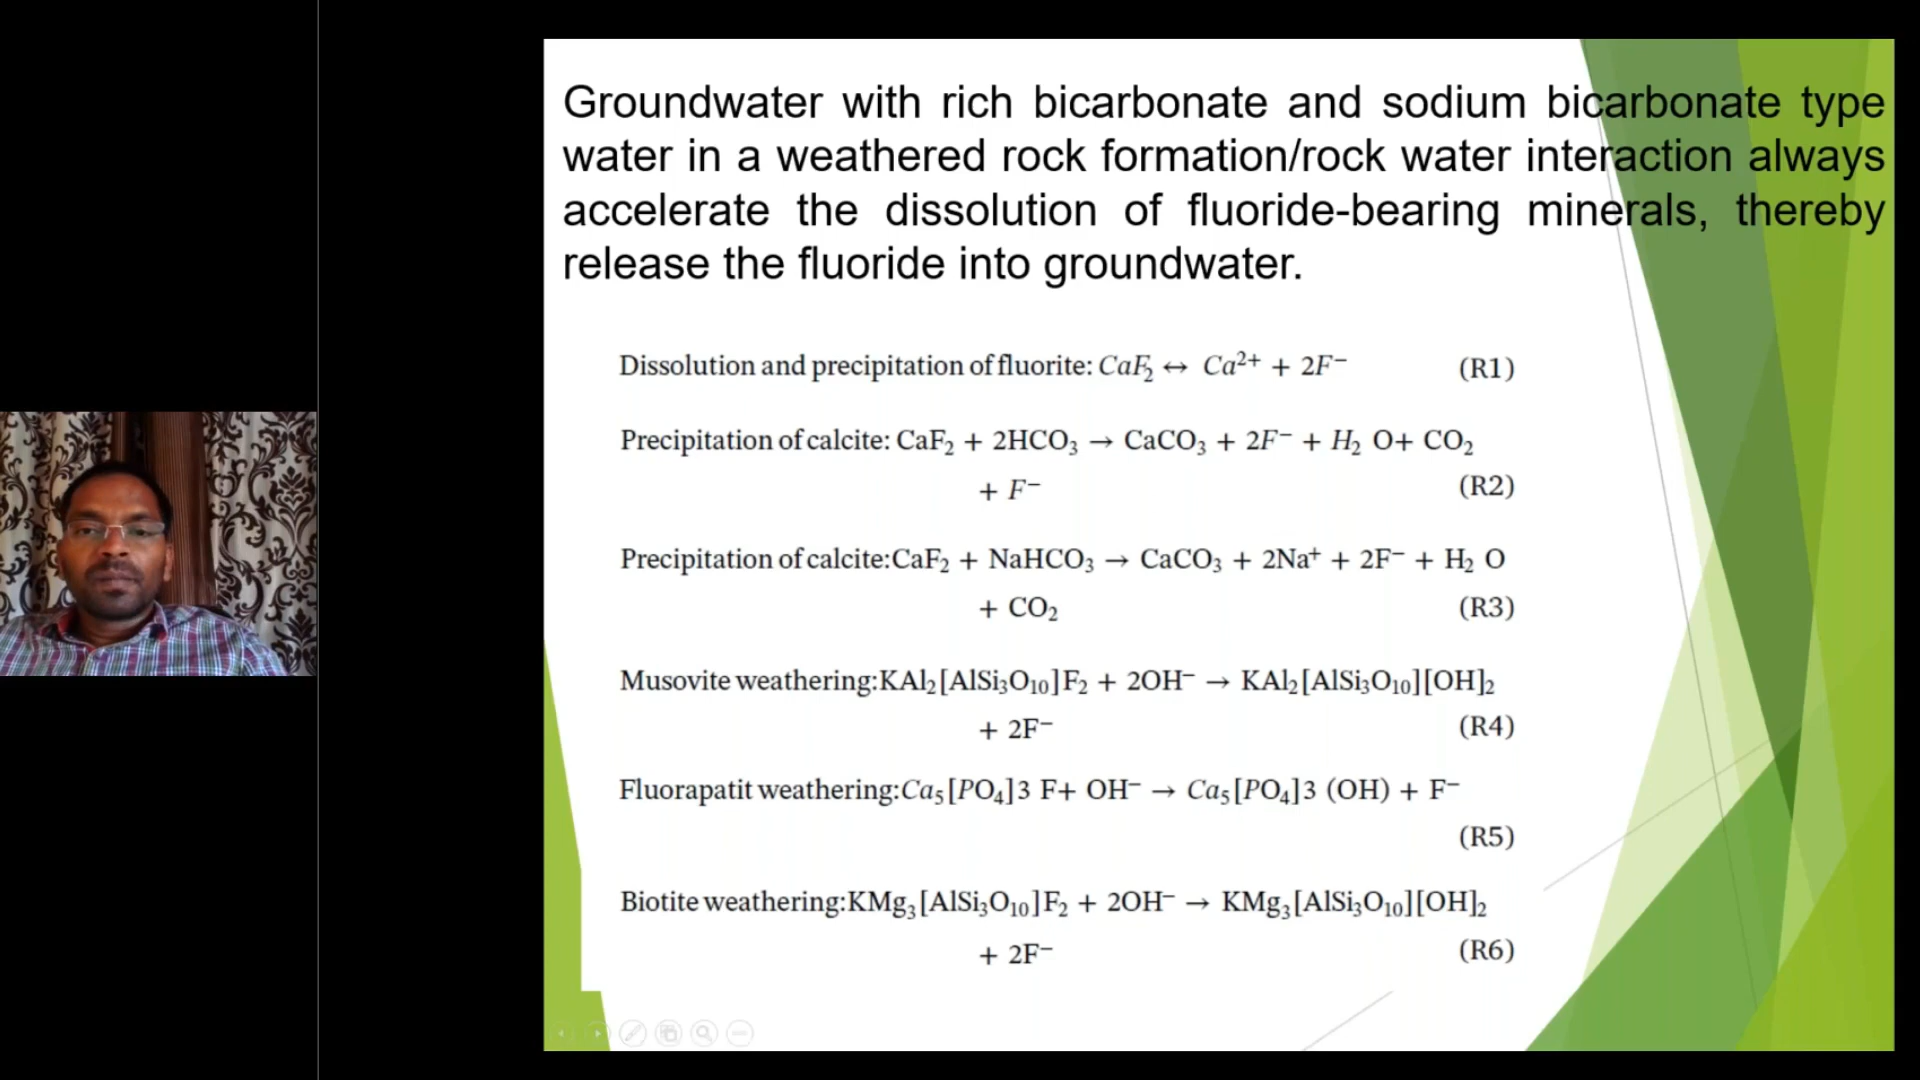 Groundwater with rich bicarbonate and sodium bicarbonate type
water in a weathered rock formation/rock water interaction always
accelerate the dissolution of fluoride-bearing minerals, thereby
release the fluoride into groundwater.
Dissolution and precipitation of fluorite: CaF₂ ↔ Ca²⁺ + 2F⁻ (R1)
Precipitation of calcite: CaF₂ + 2HCO₃ → CaCO₃ + 2F⁻ + H₂ O+ CO₂
+ F⁻ (R2)
Precipitation of calcite:CaF₂ + NaHCO₃ → CaCO₃ + 2Na⁺ + 2F⁻ + H₂ O
+ CO₂ (R3)
Musovite weathering:KAl₂[AlSi₃O₁₀]F₂ + 2OH⁻ → KAl₂[AlSi₃O₁₀][OH]₂
+ 2F⁻ (R4)
Fluorapatit weathering:Ca₅[PO₄]3 F+ OH⁻ → Ca₅[PO₄]3 (OH) + F⁻
(R5)
Biotite weathering:KMg₃[AlSi₃O₁₀]F₂ + 2OH⁻ → KMg₃[AlSi₃O₁₀][OH]₂
+ 2F⁻ (R6)